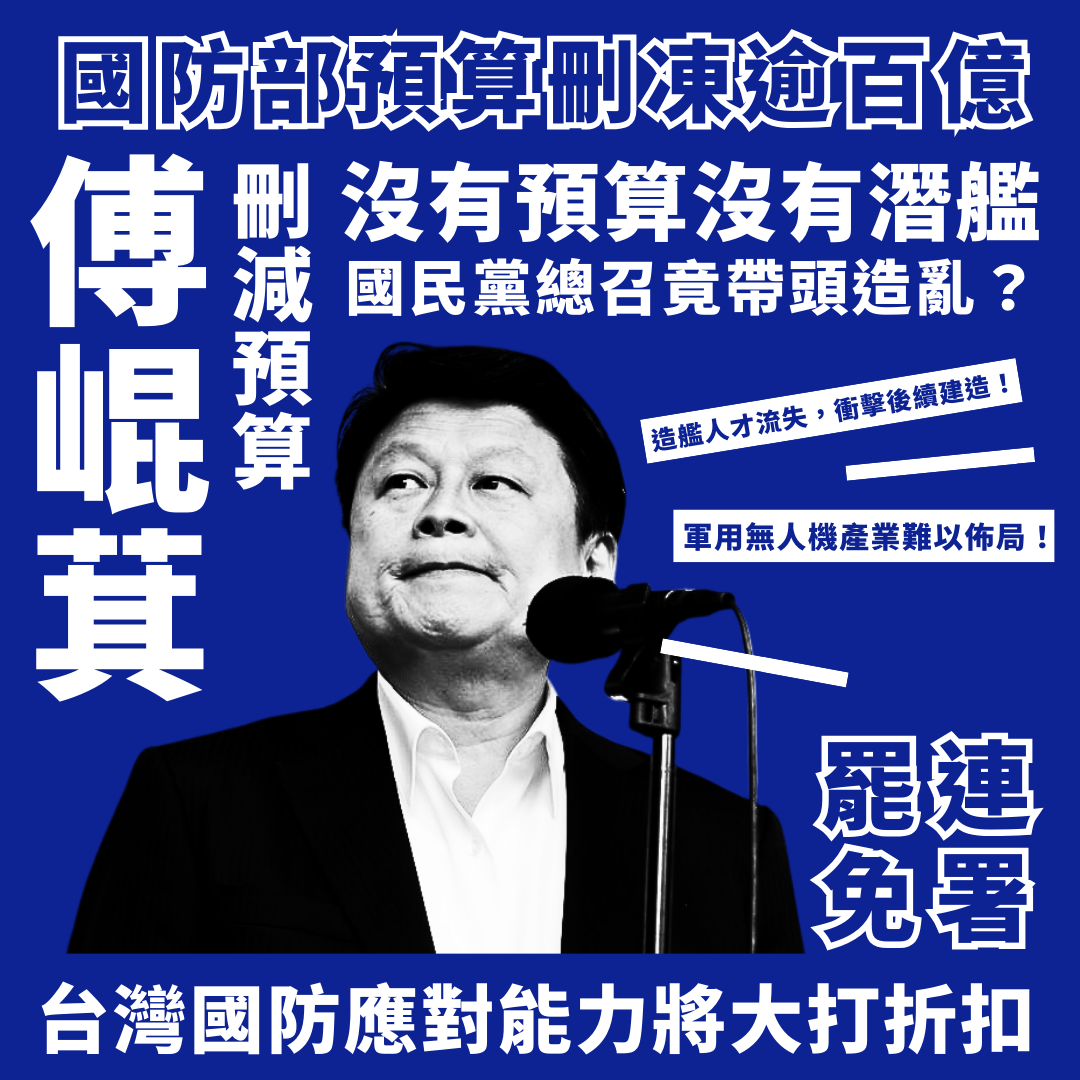 國防部預算刪凍逾百億
傅崐萁
刪減預算
沒有預算沒有潛艦
國民黨總召竟帶頭造亂？
造艦人才流失，衝擊後續建造！
軍用無人機產業難以佈局！
連署
罷免
台灣國防應對能力將大打折扣